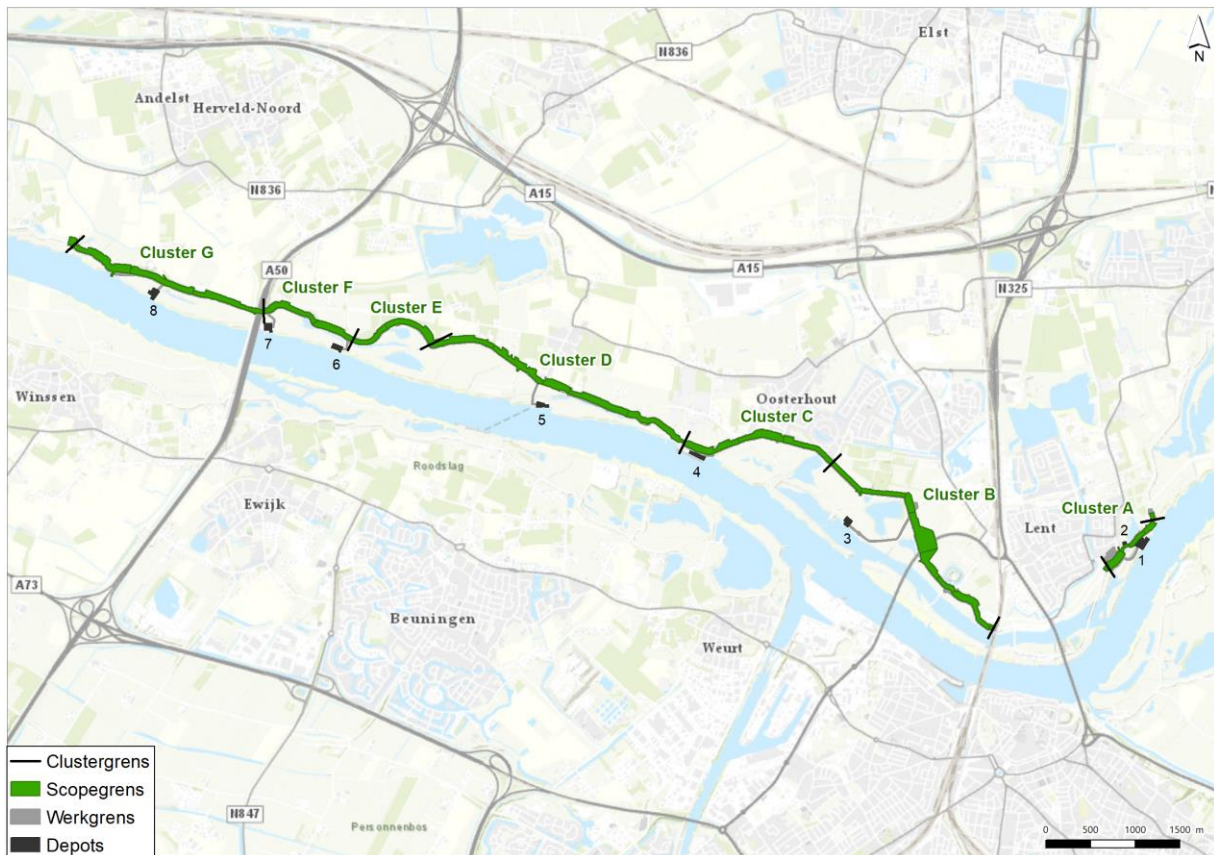 N
Elst
N836
Andelst
Herveld-Noord
N836
A15
A15
N325
A50
Cluster G
Cluster F
Cluster E
Cluster D
Cluster C
Cluster B
Cluster A
8
7
6
5
4
3
2
1
Winssen
Oosterhout
Lent
Roodslag
Ewijk
A73
Beuningen
Weurt
N847
Personnenbos
Clustergrens
Scopegrens
Werkgrens
Depots
0 500 1000 1500 m